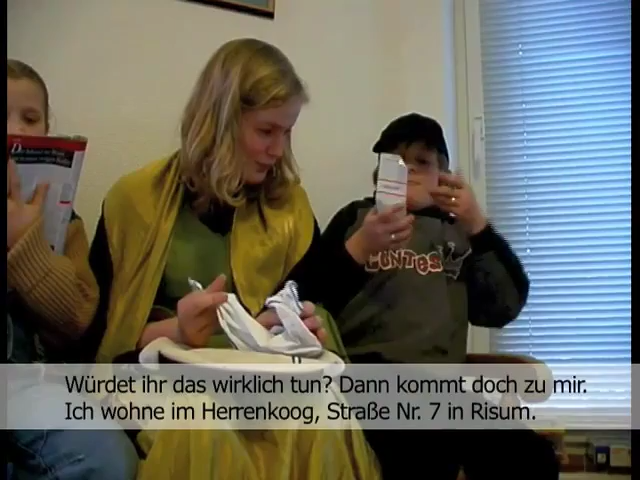 CONTES
Würdet ihr das wirklich tun? Dann kommt doch zu mir.
Ich wohne im Herrenkoog, Straße Nr. 7 in Risum.